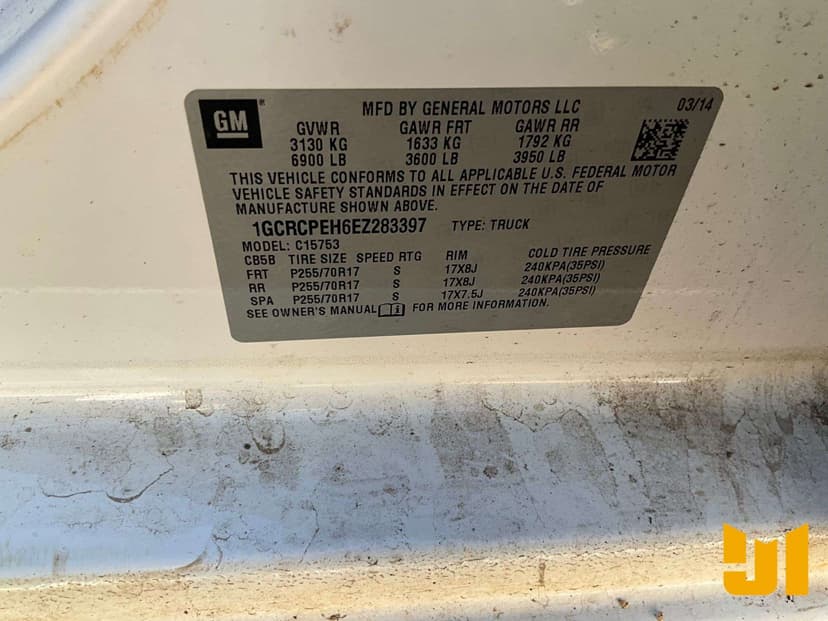 GM
MFD BY GENERAL MOTORS LLC 03/14
GVWR GAWR FRT GAWR RR
3130 KG 1633 KG 1792 KG
6900 LB 3600 LB 3950 LB
THIS VEHICLE CONFORMS TO ALL APPLICABLE U.S. FEDERAL MOTOR
VEHICLE SAFETY STANDARDS IN EFFECT ON THE DATE OF
MANUFACTURE SHOWN ABOVE.
1GCRCPEH6EZ283397 TYPE: TRUCK
MODEL: C15753
CB5B TIRE SIZE SPEED RTG RIM COLD TIRE PRESSURE
FRT P255/70R17 S 17X8J 240KPA(35PSI)
RR P255/70R17 S 17X8J 240KPA(35PSI)
SPA P255/70R17 S 17X7.5J 240KPA(35PSI)
SEE OWNER'S MANUAL FOR MORE INFORMATION.